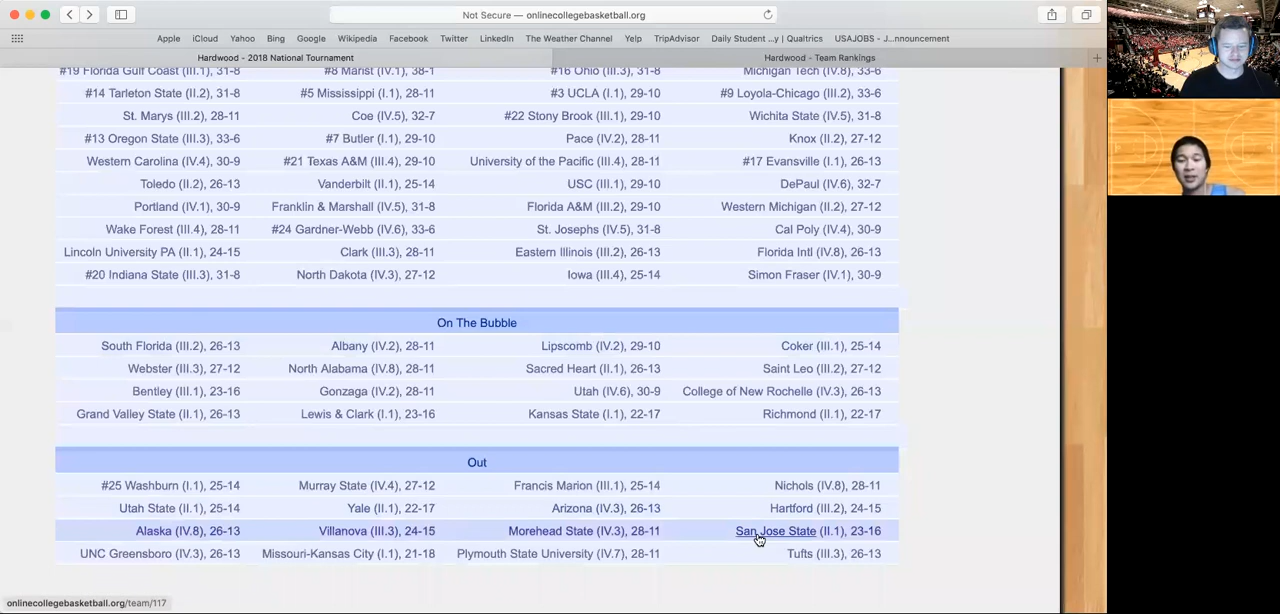 Not Secure — onlinecollegebasketball.org
Apple iCloud Yahoo Bing Google Wikipedia Facebook Twitter LinkedIn The Weather Channel Yelp TripAdvisor Daily Student ...y | Qualtrics USAJOBS - J...nnouncement
Hardwood - 2018 National Tournament Hardwood - Team Rankings
#19 Florida Gulf Coast (III.1), 31-8 #8 Marist (IV.1), 38-1 #16 Ohio (III.3), 31-8 Michigan Tech (IV.8), 33-6
#14 Tarleton State (II.2), 31-8 #5 Mississippi (I.1), 28-11 #3 UCLA (I.1), 29-10 #9 Loyola-Chicago (III.2), 33-6
St. Marys (III.2), 28-11 Coe (IV.5), 32-7 #22 Stony Brook (III.1), 29-10 Wichita State (IV.5), 31-8
#13 Oregon State (III.3), 33-6 #7 Butler (I.1), 29-10 Pace (IV.2), 28-11 Knox (II.2), 27-12
Western Carolina (IV.4), 30-9 #21 Texas A&M (III.4), 29-10 University of the Pacific (III.4), 28-11 #17 Evansville (I.1), 26-13
Toledo (II.2), 26-13 Vanderbilt (II.1), 25-14 USC (III.1), 29-10 DePaul (IV.6), 32-7
Portland (IV.1), 30-9 Franklin & Marshall (IV.5), 31-8 Florida A&M (III.2), 29-10 Western Michigan (II.2), 27-12
Wake Forest (III.4), 28-11 #24 Gardner-Webb (IV.6), 33-6 St. Josephs (IV.5), 31-8 Cal Poly (IV.4), 30-9
Lincoln University PA (II.1), 24-15 Clark (III.3), 28-11 Eastern Illinois (III.2), 26-13 Florida Intl (IV.8), 26-13
#20 Indiana State (III.3), 31-8 North Dakota (IV.3), 27-12 Iowa (III.4), 25-14 Simon Fraser (IV.1), 30-9
On The Bubble
South Florida (III.2), 26-13 Albany (IV.2), 28-11 Lipscomb (IV.2), 29-10 Coker (III.1), 25-14
Webster (III.3), 27-12 North Alabama (IV.8), 28-11 Sacred Heart (II.1), 26-13 Saint Leo (III.2), 27-12
Bentley (III.1), 23-16 Gonzaga (IV.2), 28-11 Utah (IV.6), 30-9 College of New Rochelle (IV.3), 26-13
Grand Valley State (II.1), 26-13 Lewis & Clark (I.1), 23-16 Kansas State (I.1), 22-17 Richmond (II.1), 22-17
Out
#25 Washburn (I.1), 25-14 Murray State (IV.4), 27-12 Francis Marion (III.1), 25-14 Nichols (IV.8), 28-11
Utah State (II.1), 25-14 Yale (II.1), 22-17 Arizona (IV.3), 26-13 Hartford (III.2), 24-15
Alaska (IV.8), 26-13 Villanova (III.3), 24-15 Morehead State (IV.3), 28-11 San Jose State (II.1), 23-16
UNC Greensboro (IV.3), 26-13 Missouri-Kansas City (I.1), 21-18 Plymouth State University (IV.7), 28-11 Tufts (III.3), 26-13
onlinecollegebasketball.org/team/117